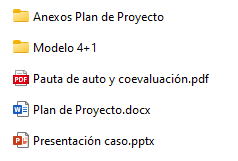 Anexos Plan de Proyecto
Modelo 4+1
PDF Pauta de auto y coevaluación.pdf
W Plan de Proyecto.docx
P Presentación caso.pptx